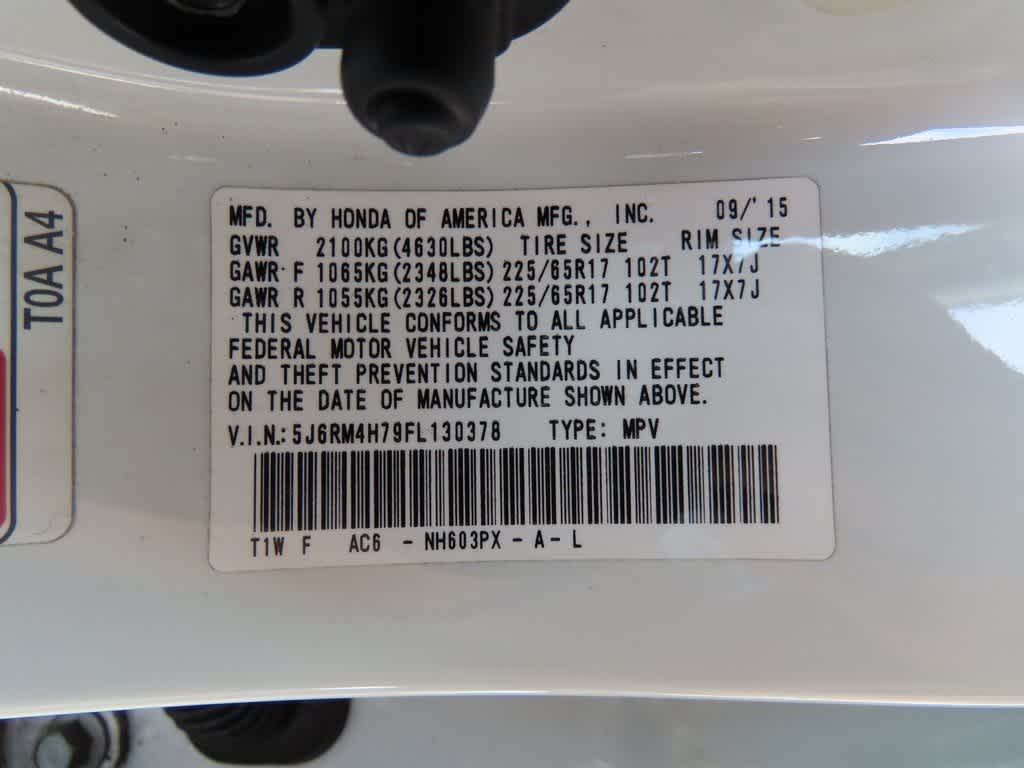 MFD. BY HONDA OF AMERICA MFG., INC. 09/'15
GVWR 2100KG(4630LBS) TIRE SIZE RIM SIZE
GAWR F 1065KG(2348LBS) 225/65R17 102T 17X7J
GAWR R 1055KG(2326LBS) 225/65R17 102T 17X7J
THIS VEHICLE CONFORMS TO ALL APPLICABLE
FEDERAL MOTOR VEHICLE SAFETY
AND THEFT PREVENTION STANDARDS IN EFFECT
ON THE DATE OF MANUFACTURE SHOWN ABOVE.
V.I.N.: 5J6RM4H79FL130378 TYPE: MPV
T1W F AC6 - NH603PX - A - L
T0A A4